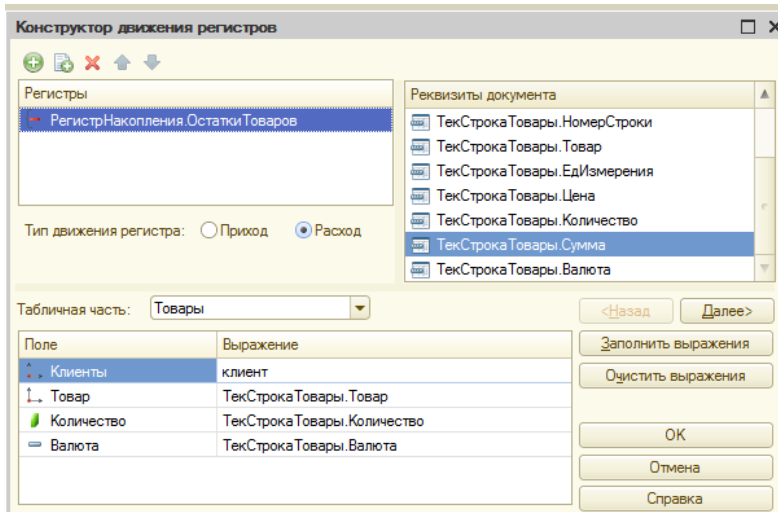 Конструктор движения регистров
Регистры
РегистрНакопления.ОстаткиТоваров
Тип движения регистра: Приход Расход
Реквизиты документа
ТекСтрокаТовары.НомерСтроки
ТекСтрокаТовары.Товар
ТекСтрокаТовары.ЕдИзмерения
ТекСтрокаТовары.Цена
ТекСтрокаТовары.Количество
ТекСтрокаТовары.Сумма
ТекСтрокаТовары.Валюта
Табличная часть: Товары
<Назад Далее>
Поле Выражение
Клиенты клиент
Товар ТекСтрокаТовары.Товар
Количество ТекСтрокаТовары.Количество
Валюта ТекСтрокаТовары.Валюта
Заполнить выражения
Очистить выражения
OK
Отмена
Справка